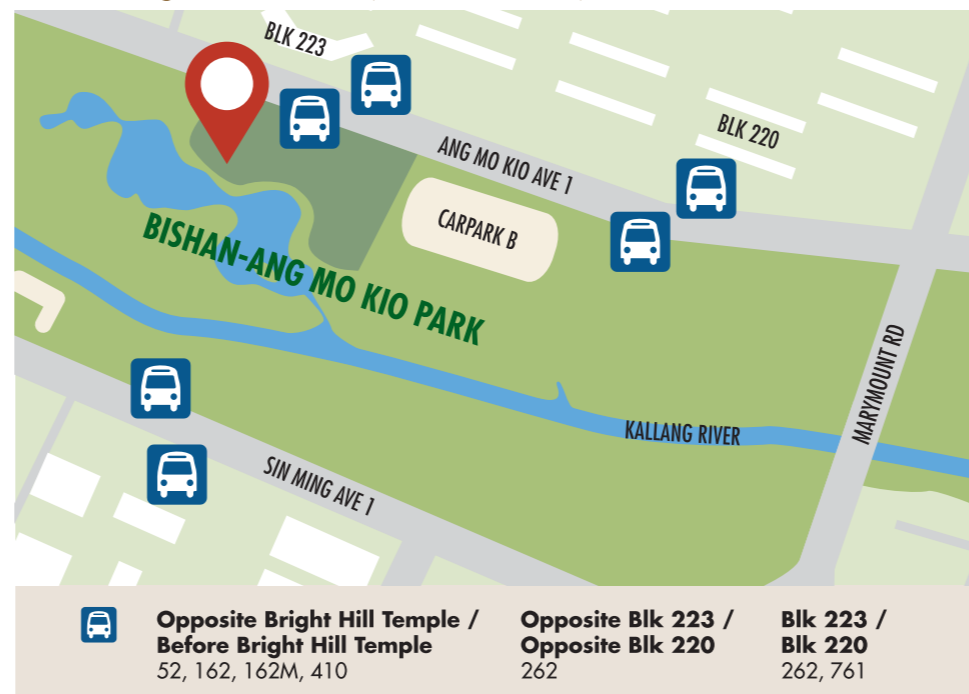 BLK 223
BLK 220
ANG MO KIO AVE 1
CARPARK B
BISHAN-ANG MO KIO PARK
MARYMOUNT RD
KALLANG RIVER
SIN MING AVE 1
Opposite Bright Hill Temple /
Before Bright Hill Temple
52, 162, 162M, 410
Opposite Blk 223 /
Opposite Blk 220
262
Blk 223 /
Blk 220
262, 761